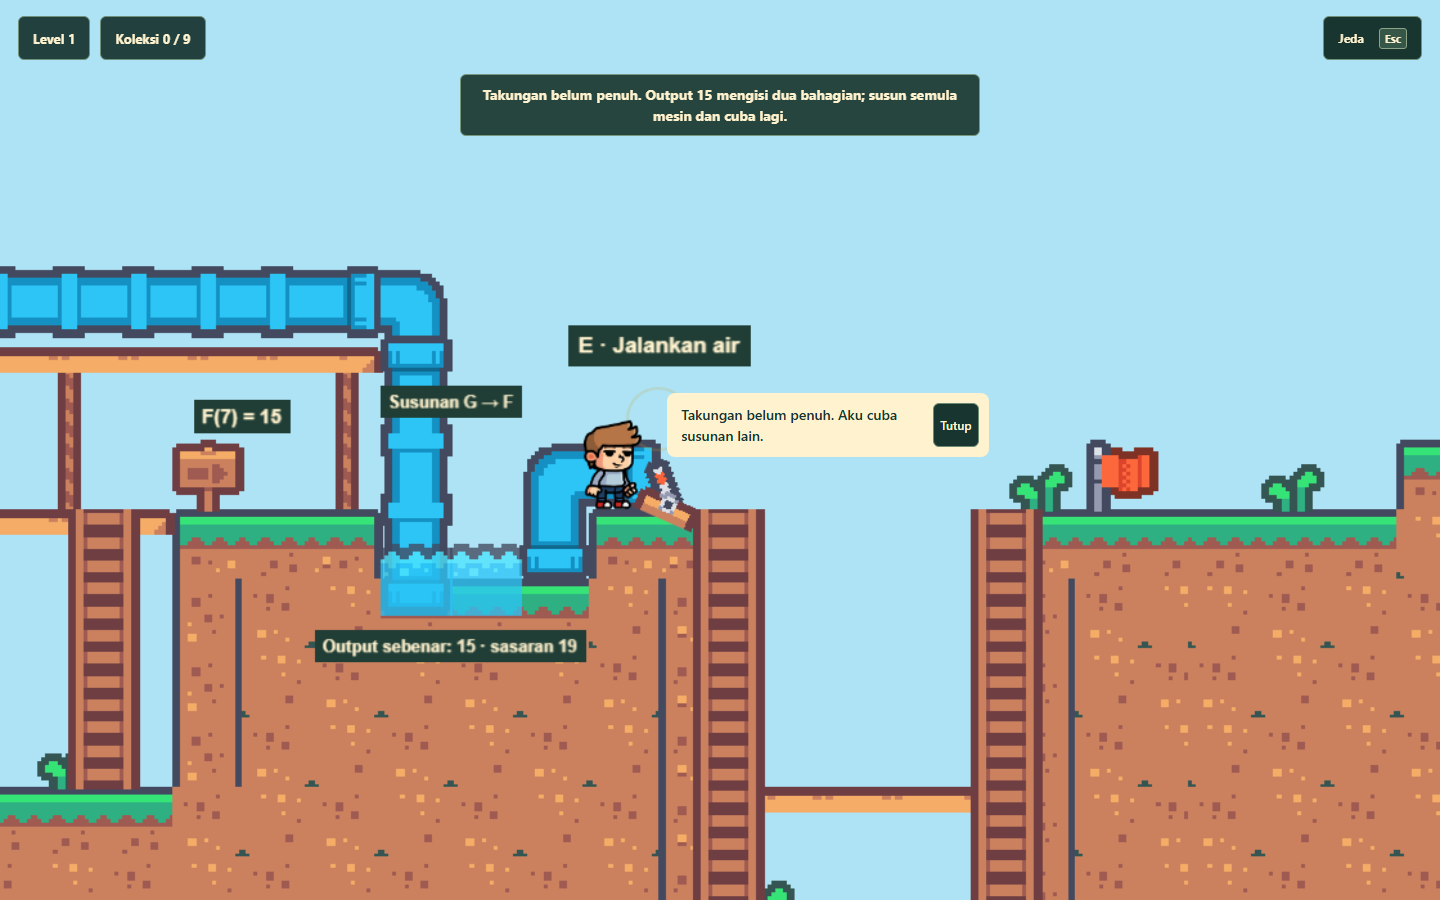 Level 1
Koleksi 0 / 9
Jeda Esc
Takungan belum penuh. Output 15 mengisi dua bahagian; susun semula
mesin dan cuba lagi.
E · Jalankan air
F(7) = 15
Susunan G → F
Takungan belum penuh. Aku cuba
susunan lain.
Tutup
Output sebenar: 15 · sasaran 19